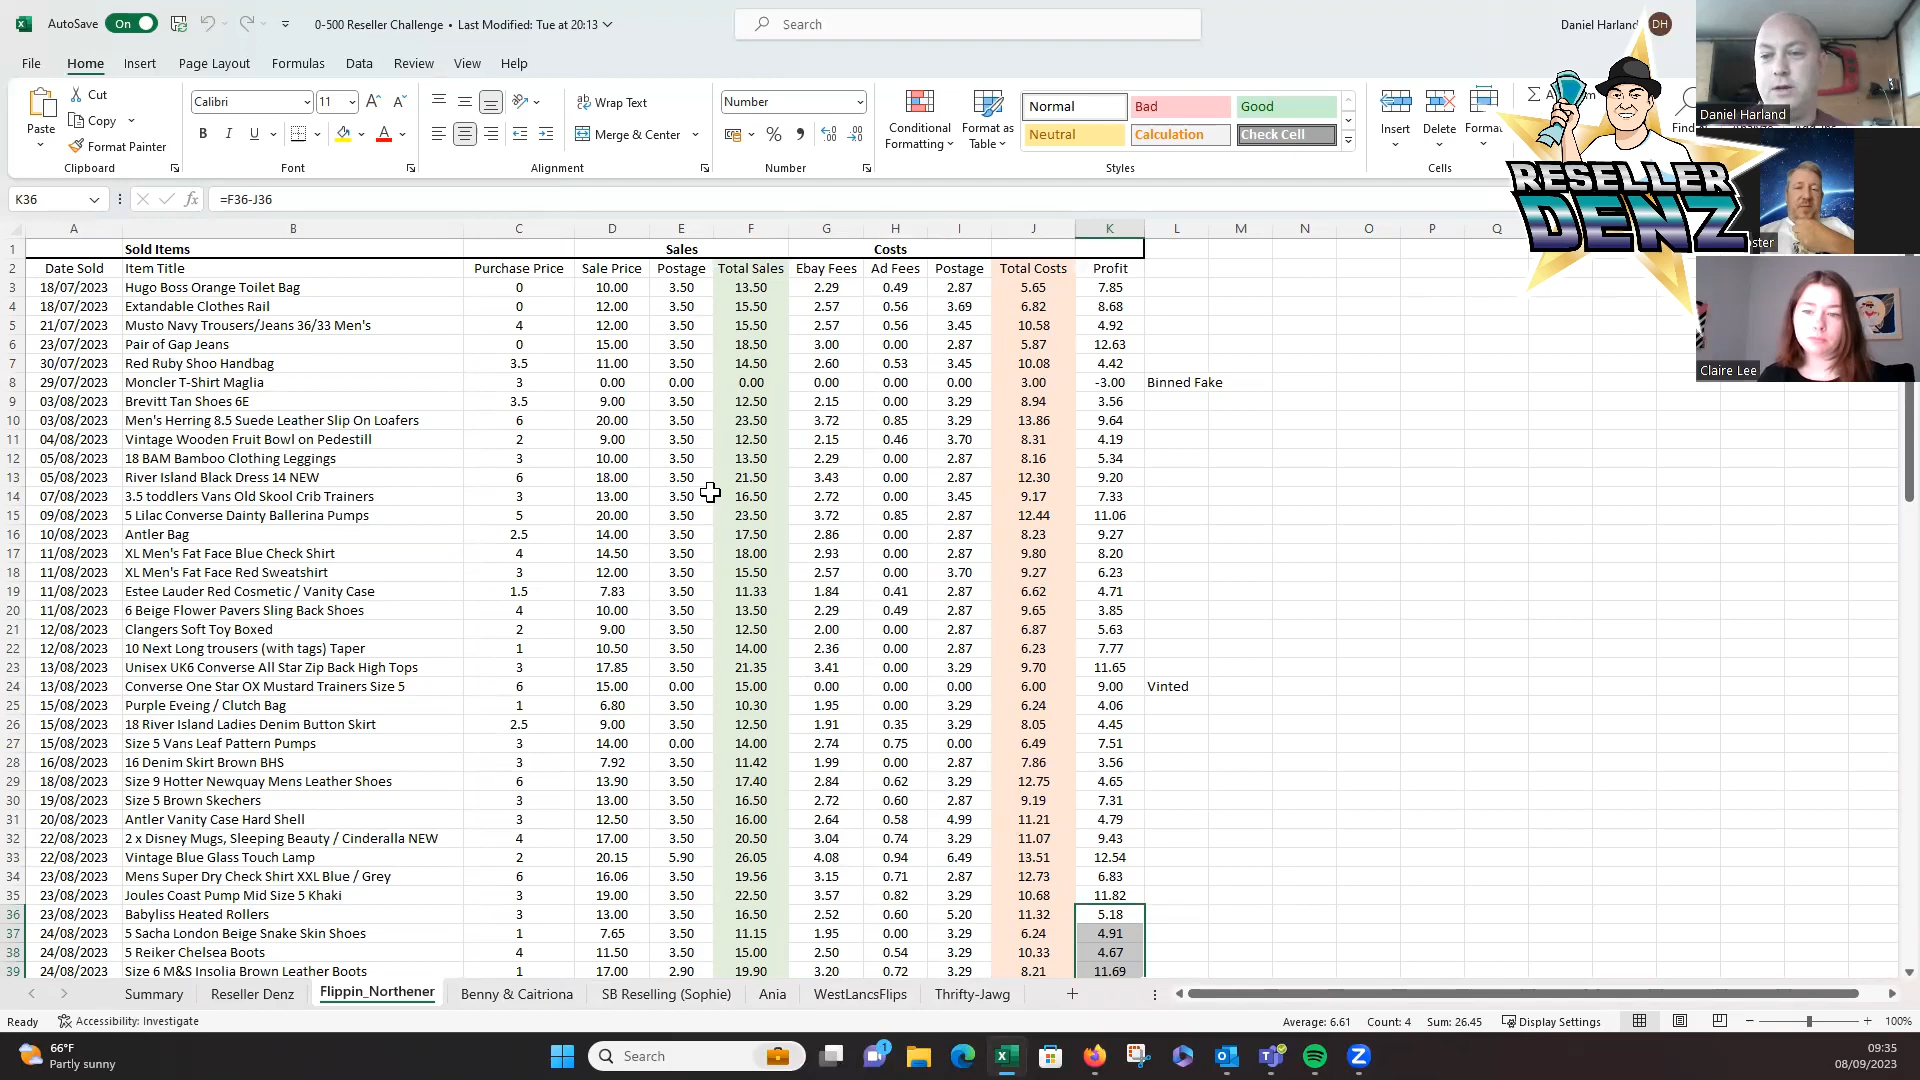 AutoSave On 0-500 Reseller Challenge • Last Modified: Tue at 20:13 Search Daniel Harland DH
File Home Insert Page Layout Formulas Data Review View Help
Paste Cut Copy Format Painter Clipboard
Calibri 11 B I U Font
Wrap Text Merge & Center Alignment
Number % Number
Conditional Formatting Format as Table
Normal Bad Good
Neutral Calculation Check Cell
Styles
Insert Delete Format Cells
RESELLER
DENZ
Daniel Harland
Claire Lee
K36 fx =F36-J36
A B C D E F G H I J K L M N O P Q
1 Sold Items Sales Costs
2 Date Sold Item Title Purchase Price Sale Price Postage Total Sales Ebay Fees Ad Fees Postage Total Costs Profit
3 18/07/2023 Hugo Boss Orange Toilet Bag 0 10.00 3.50 13.50 2.29 0.49 2.87 5.65 7.85
4 18/07/2023 Extandable Clothes Rail 0 12.00 3.50 15.50 2.57 0.56 3.69 6.82 8.68
5 21/07/2023 Musto Navy Trousers/Jeans 36/33 Men's 4 12.00 3.50 15.50 2.57 0.56 3.45 10.58 4.92
6 23/07/2023 Pair of Gap Jeans 0 15.00 3.50 18.50 3.00 0.00 2.87 5.87 12.63
7 30/07/2023 Red Ruby Shoo Handbag 3.5 11.00 3.50 14.50 2.60 0.53 3.45 10.08 4.42
8 29/07/2023 Moncler T-Shirt Maglia 3 0.00 0.00 0.00 0.00 0.00 0.00 3.00 -3.00 Binned Fake
9 03/08/2023 Brevitt Tan Shoes 6E 3.5 9.00 3.50 12.50 2.15 0.00 3.29 8.94 3.56
10 03/08/2023 Men's Herring 8.5 Suede Leather Slip On Loafers 6 20.00 3.50 23.50 3.72 0.85 3.29 13.86 9.64
11 04/08/2023 Vintage Wooden Fruit Bowl on Pedestill 2 9.00 3.50 12.50 2.15 0.46 3.70 8.31 4.19
12 05/08/2023 18 BAM Bamboo Clothing Leggings 3 10.00 3.50 13.50 2.29 0.00 2.87 8.16 5.34
13 05/08/2023 River Island Black Dress 14 NEW 6 18.00 3.50 21.50 3.43 0.00 2.87 12.30 9.20
14 07/08/2023 3.5 toddlers Vans Old Skool Crib Trainers 3 13.00 3.50 16.50 2.72 0.00 3.45 9.17 7.33
15 09/08/2023 5 Lilac Converse Dainty Ballerina Pumps 5 20.00 3.50 23.50 3.72 0.85 2.87 12.44 11.06
16 10/08/2023 Antler Bag 2.5 14.00 3.50 17.50 2.86 0.00 2.87 8.23 9.27
17 11/08/2023 XL Men's Fat Face Blue Check Shirt 4 14.50 3.50 18.00 2.93 0.00 2.87 9.80 8.20
18 11/08/2023 XL Men's Fat Face Red Sweatshirt 3 12.00 3.50 15.50 2.57 0.00 3.70 9.27 6.23
19 11/08/2023 Estee Lauder Red Cosmetic / Vanity Case 1.5 7.83 3.50 11.33 1.84 0.41 2.87 6.62 4.71
20 11/08/2023 6 Beige Flower Pavers Sling Back Shoes 4 10.00 3.50 13.50 2.29 0.49 2.87 9.65 3.85
21 12/08/2023 Clangers Soft Toy Boxed 2 9.00 3.50 12.50 2.00 0.00 2.87 6.87 5.63
22 12/08/2023 10 Next Long trousers (with tags) Taper 1 10.50 3.50 14.00 2.36 0.00 2.87 6.23 7.77
23 13/08/2023 Unisex UK6 Converse All Star Zip Back High Tops 3 17.85 3.50 21.35 3.41 0.00 3.29 9.70 11.65
24 13/08/2023 Converse One Star OX Mustard Trainers Size 5 6 15.00 0.00 15.00 0.00 0.00 0.00 6.00 9.00 Vinted
25 15/08/2023 Purple Eveing / Clutch Bag 1 6.80 3.50 10.30 1.95 0.00 3.29 6.24 4.06
26 15/08/2023 18 River Island Ladies Denim Button Skirt 2.5 9.00 3.50 12.50 1.91 0.35 3.29 8.05 4.45
27 15/08/2023 Size 5 Vans Leaf Pattern Pumps 3 14.00 0.00 14.00 2.74 0.75 0.00 6.49 7.51
28 16/08/2023 16 Denim Skirt Brown BHS 3 7.92 3.50 11.42 1.99 0.00 2.87 7.86 3.56
29 18/08/2023 Size 9 Hotter Newquay Mens Leather Shoes 6 13.90 3.50 17.40 2.84 0.62 3.29 12.75 4.65
30 19/08/2023 Size 5 Brown Skechers 3 13.00 3.50 16.50 2.72 0.60 2.87 9.19 7.31
31 20/08/2023 Antler Vanity Case Hard Shell 3 12.50 3.50 16.00 2.64 0.58 4.99 11.21 4.79
32 22/08/2023 2 x Disney Mugs, Sleeping Beauty / Cinderalla NEW 4 17.00 3.50 20.50 3.04 0.74 3.29 11.07 9.43
33 22/08/2023 Vintage Blue Glass Touch Lamp 2 20.15 5.90 26.05 4.08 0.94 6.49 13.51 12.54
34 23/08/2023 Mens Super Dry Check Shirt XXL Blue / Grey 6 16.06 3.50 19.56 3.15 0.71 2.87 12.73 6.83
35 23/08/2023 Joules Coast Pump Mid Size 5 Khaki 3 19.00 3.50 22.50 3.57 0.82 3.29 10.68 11.82
36 23/08/2023 Babyliss Heated Rollers 3 13.00 3.50 16.50 2.52 0.60 5.20 11.32 5.18
37 24/08/2023 5 Sacha London Beige Snake Skin Shoes 1 7.65 3.50 11.15 1.95 0.00 3.29 6.24 4.91
38 24/08/2023 5 Reiker Chelsea Boots 4 11.50 3.50 15.00 2.50 0.54 3.29 10.33 4.67
39 24/08/2023 Size 6 M&S Insolia Brown Leather Boots 1 17.00 2.90 19.90 3.20 0.72 3.29 8.21 11.69
Summary Reseller Denz Flippin_Northener Benny & Caitriona SB Reselling (Sophie) Ania WestLancsFlips Thrifty-Jawg
Ready Accessibility: Investigate Average: 6.61 Count: 4 Sum: 26.45 Display Settings 100%
66°F
Partly sunny
Search
1
09:35
08/09/2023